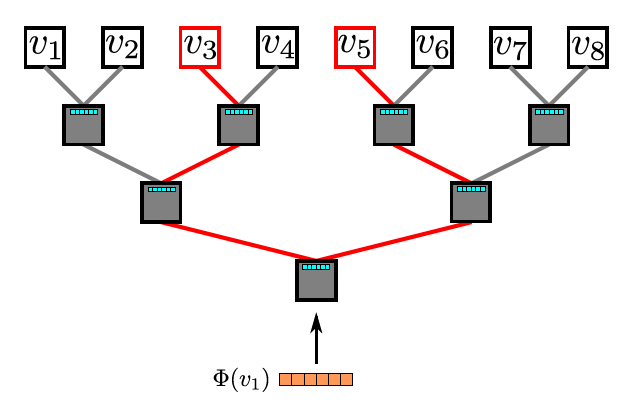 v₁ v₂ v₃ v₄ v₅ v₆ v₇ v₈
Φ(v₁)